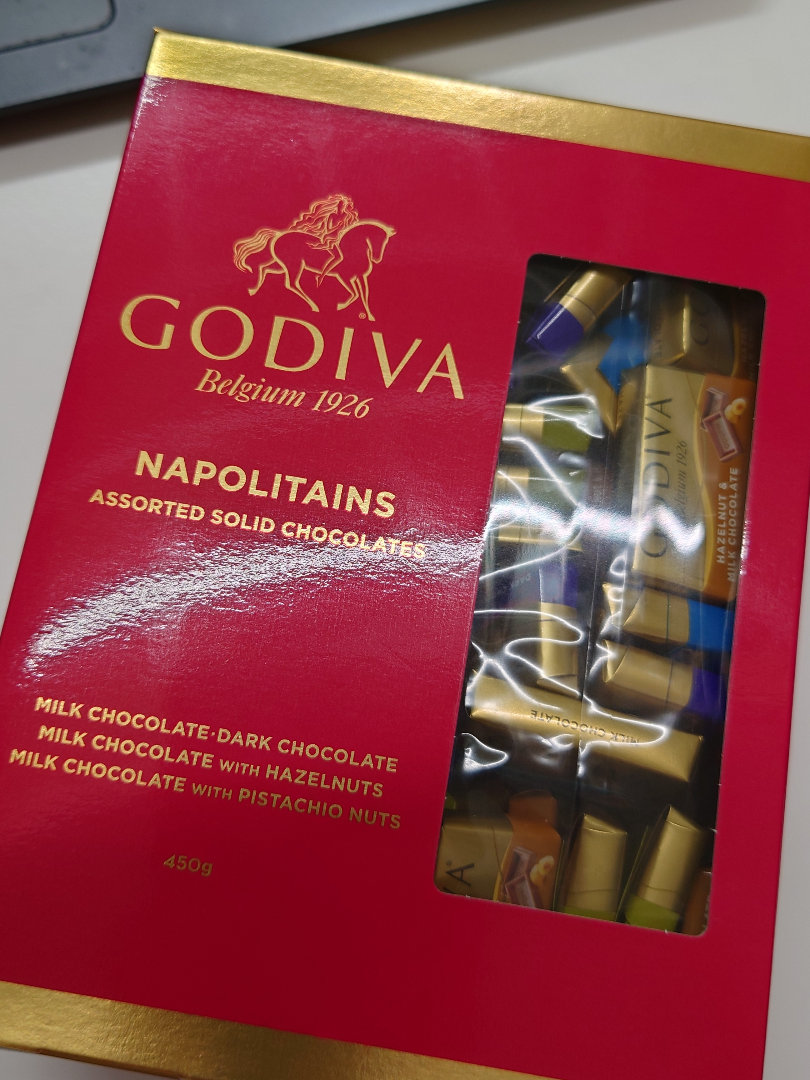 GODIVA
Belgium 1926
NAPOLITAINS
ASSORTED SOLID CHOCOLATES
MILK CHOCOLATE·DARK CHOCOLATE
MILK CHOCOLATE WITH HAZELNUTS
MILK CHOCOLATE WITH PISTACHIO NUTS
450g
GODIVA
Belgium 1926
HAZELNUT &
MILK CHOCOLATE
MILK CHOCOLATE